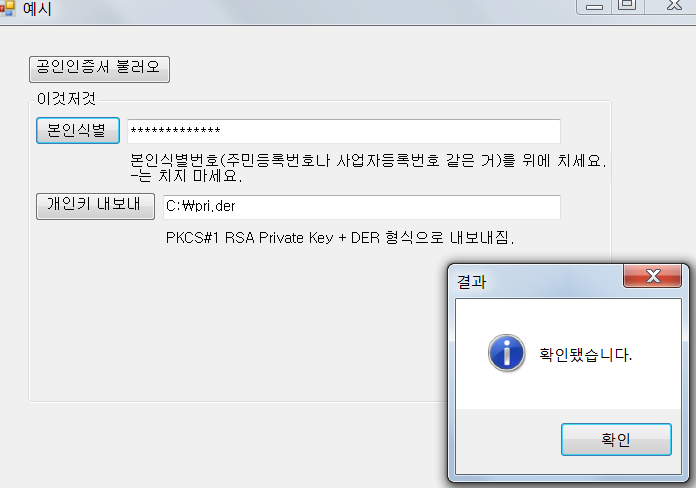 예시
공인인증서 불러오
이것저것
본인식별
*************
본인식별번호(주민등록번호나 사업자등록번호 같은 거)를 위에 치세요.
-는 치지 마세요.
개인키 내보내
C:\pri.der
PKCS#1 RSA Private Key + DER 형식으로 내보내짐.
결과
확인됐습니다.
확인